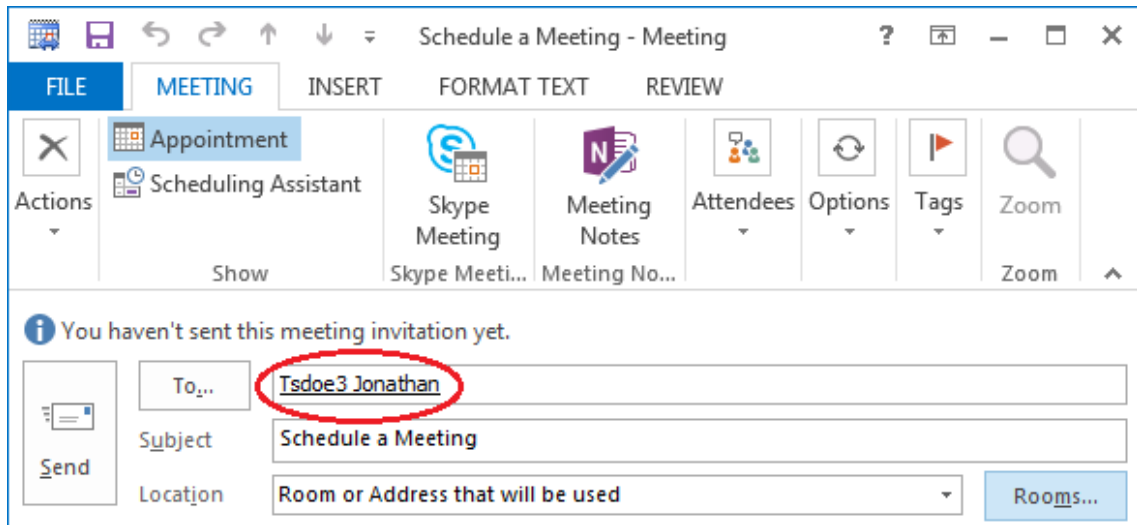 Schedule a Meeting - Meeting ?
FILE MEETING INSERT FORMAT TEXT REVIEW
Appointment
Scheduling Assistant
Actions
Skype Meeting
Meeting Notes
Attendees
Options
Tags
Zoom
Show
Skype Meeti...
Meeting No...
Zoom
You haven't sent this meeting invitation yet.
To... Tsdoe3 Jonathan
Subject Schedule a Meeting
Send
Location Room or Address that will be used Rooms...